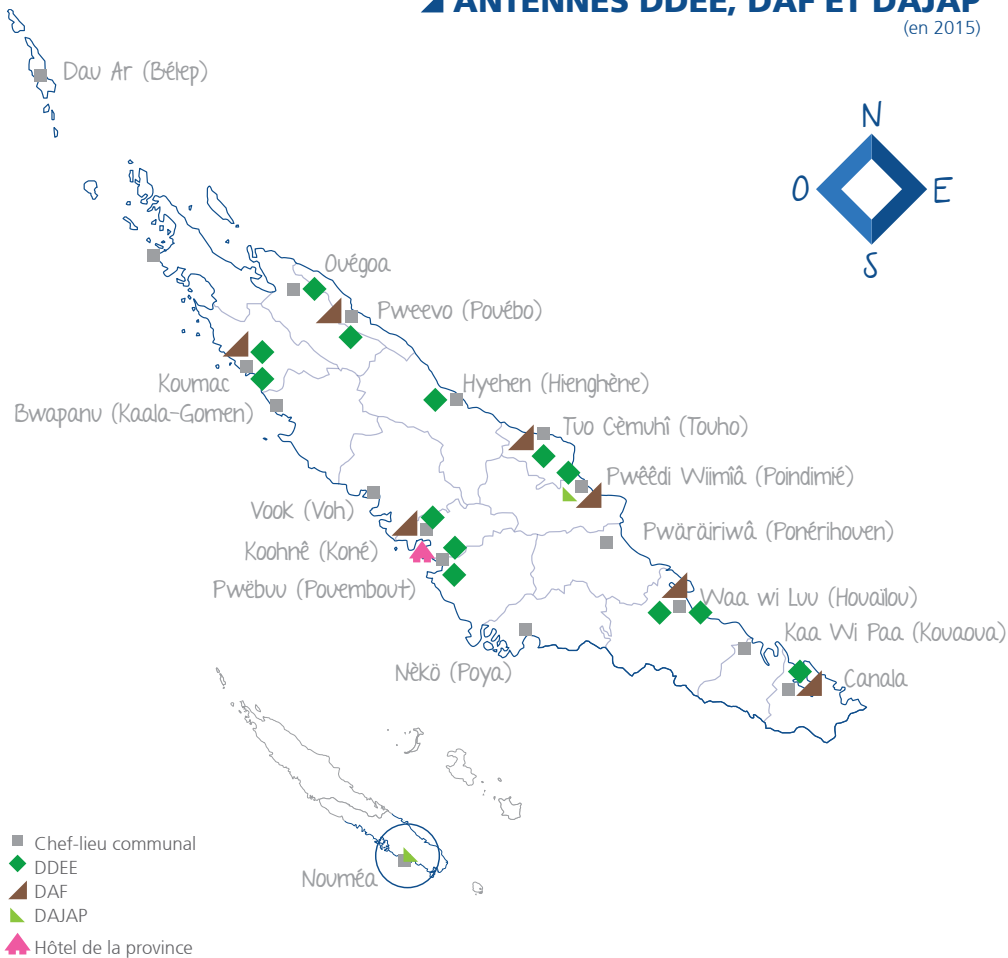 ANTENNES DDEE, DAF ET DAJAP
(en 2015)
Dau Ar (Bélep)
N
O
E
S
Ouégoa
Pweevo (Pouébo)
Koumac
Hyehen (Hienghène)
Bwapanu (Kaala-Gomen)
Tuo Cèmuhî (Touho)
Pwêêdi Wiimîâ (Poindimié)
Vook (Voh)
Pwäräiriwâ (Ponérihouen)
Koohnê (Koné)
Pwëbuu (Pouembout)
Waa wi Luu (Houaïlou)
Kaa Wi Paa (Kouaoua)
Nèkö (Poya)
Canala
Chef-lieu communal
DDEE
DAF
DAJAP
Hôtel de la province
Nouméa